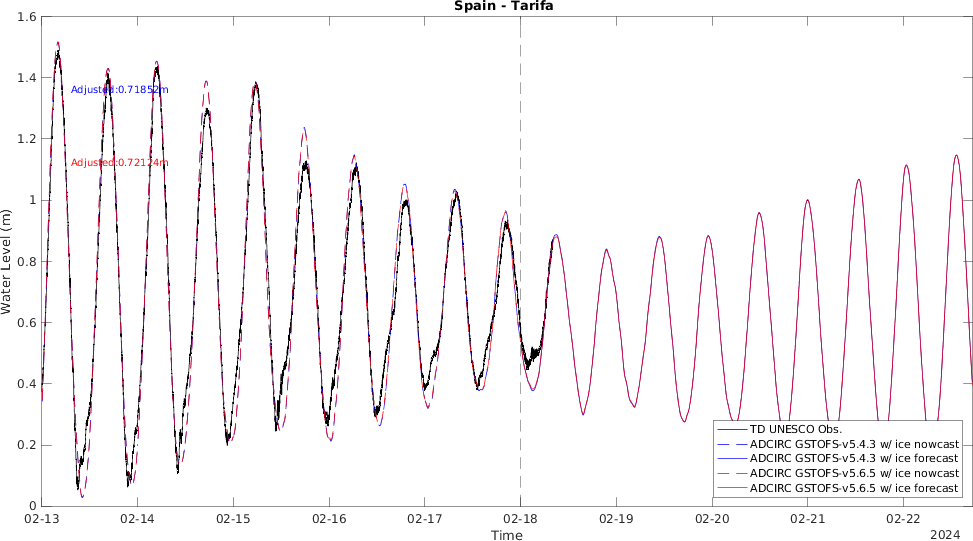 Spain - Tarifa
1.6
1.4
1.2
1
0.8
0.6
0.4
0.2
0
Water Level (m)
Adjusted:0.71852m
Adjusted:0.72124m
TD UNESCO Obs.
ADCIRC GSTOFS-v5.4.3 w/ ice nowcast
ADCIRC GSTOFS-v5.4.3 w/ ice forecast
ADCIRC GSTOFS-v5.6.5 w/ ice nowcast
ADCIRC GSTOFS-v5.6.5 w/ ice forecast
02-13 02-14 02-15 02-16 02-17 02-18 02-19 02-20 02-21 02-22
Time
2024